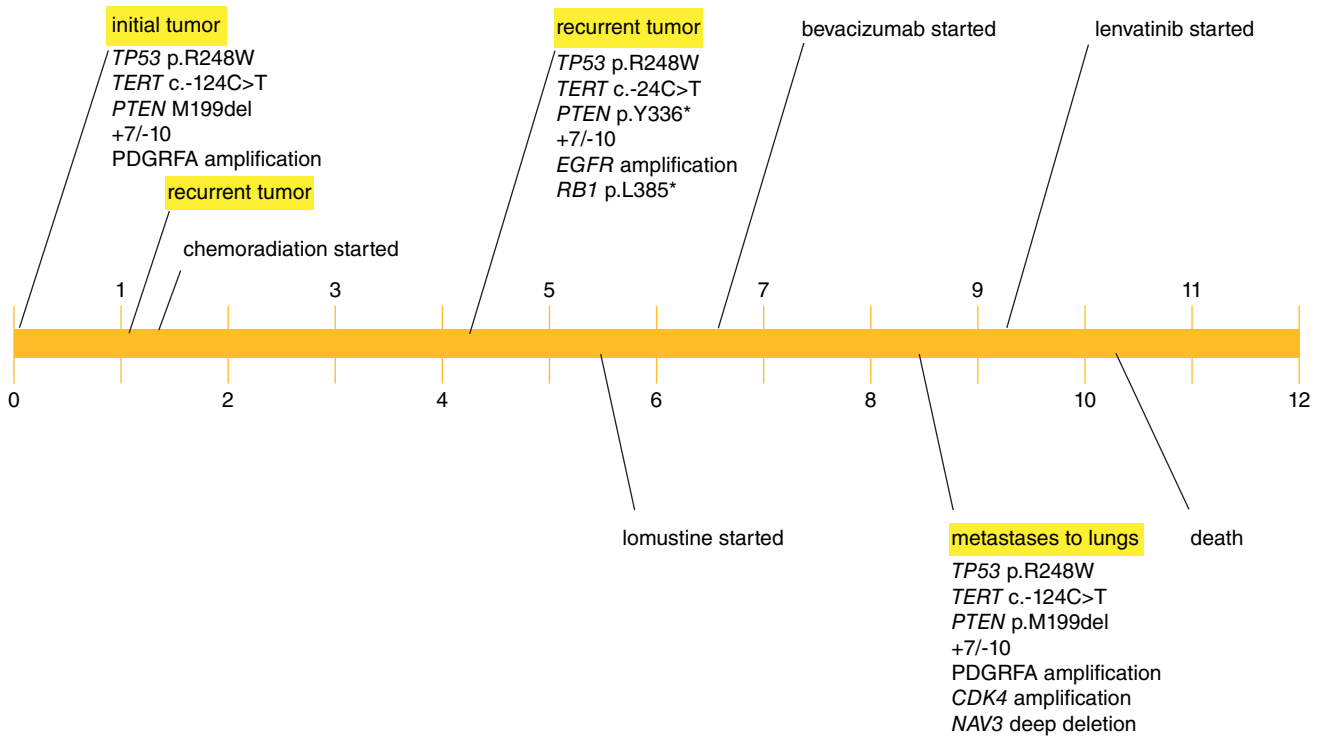 initial tumor
TP53 p.R248W
TERT c.-124C>T
PTEN M199del
+7/-10
PDGRFA amplification
recurrent tumor
chemoradiation started
recurrent tumor
TP53 p.R248W
TERT c.-24C>T
PTEN p.Y336*
+7/-10
EGFR amplification
RB1 p.L385*
bevacizumab started
lenvatinib started
1 3 5 7 9 11
0 2 4 6 8 10 12
lomustine started
metastases to lungs
TP53 p.R248W
TERT c.-124C>T
PTEN p.M199del
+7/-10
PDGRFA amplification
CDK4 amplification
NAV3 deep deletion
death